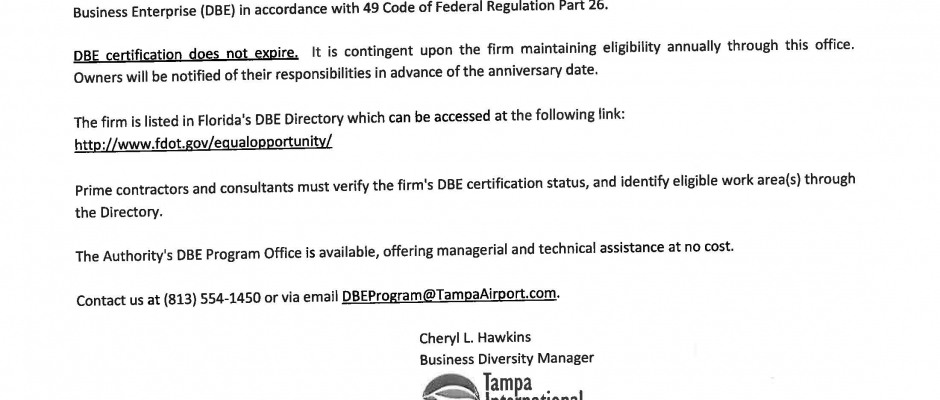 Business Enterprise (DBE) in accordance with 49 Code of Federal Regulation Part 26.
DBE certification does not expire. It is contingent upon the firm maintaining eligibility annually through this office.
Owners will be notified of their responsibilities in advance of the anniversary date.
The firm is listed in Florida's DBE Directory which can be accessed at the following link:
http://www.fdot.gov/equalopportunity/
Prime contractors and consultants must verify the firm's DBE certification status, and identify eligible work area(s) through
the Directory.
The Authority's DBE Program Office is available, offering managerial and technical assistance at no cost.
Contact us at (813) 554-1450 or via email DBEProgram@TampaAirport.com.
Cheryl L. Hawkins
Business Diversity Manager
Tampa
International